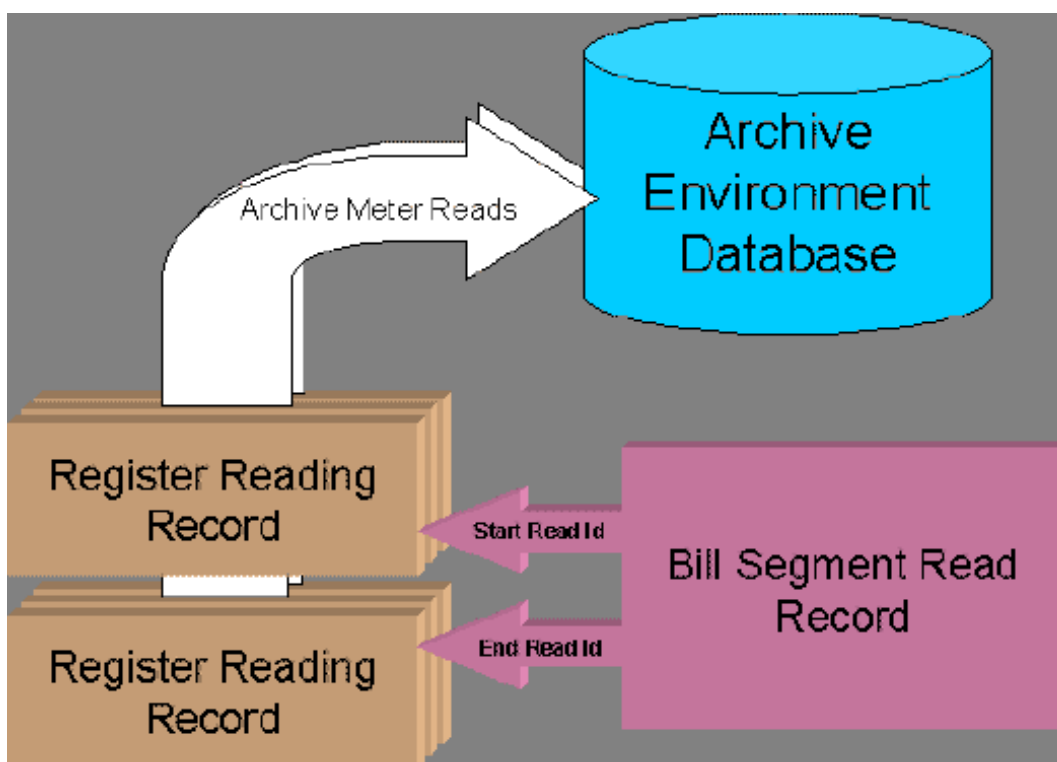 Archive
Environment
Database
Archive Meter Reads
Register Reading
Record
Start Read Id
Bill Segment Read
Record
End Read Id
Register Reading
Record